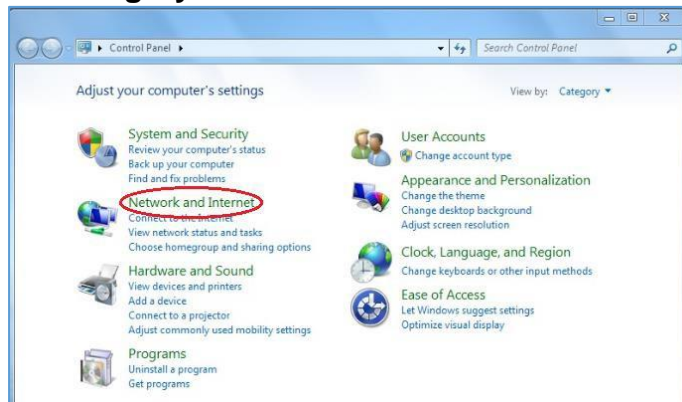 Control Panel
Search Control Panel
Adjust your computer's settings
View by: Category
System and Security
Review your computer's status
Back up your computer
Find and fix problems
Network and Internet
Connect to the Internet
View network status and tasks
Choose homegroup and sharing options
Hardware and Sound
View devices and printers
Add a device
Connect to a projector
Adjust commonly used mobility settings
Programs
Uninstall a program
Get programs
User Accounts
Change account type
Appearance and Personalization
Change the theme
Change desktop background
Adjust screen resolution
Clock, Language, and Region
Change keyboards or other input methods
Ease of Access
Let Windows suggest settings
Optimize visual display